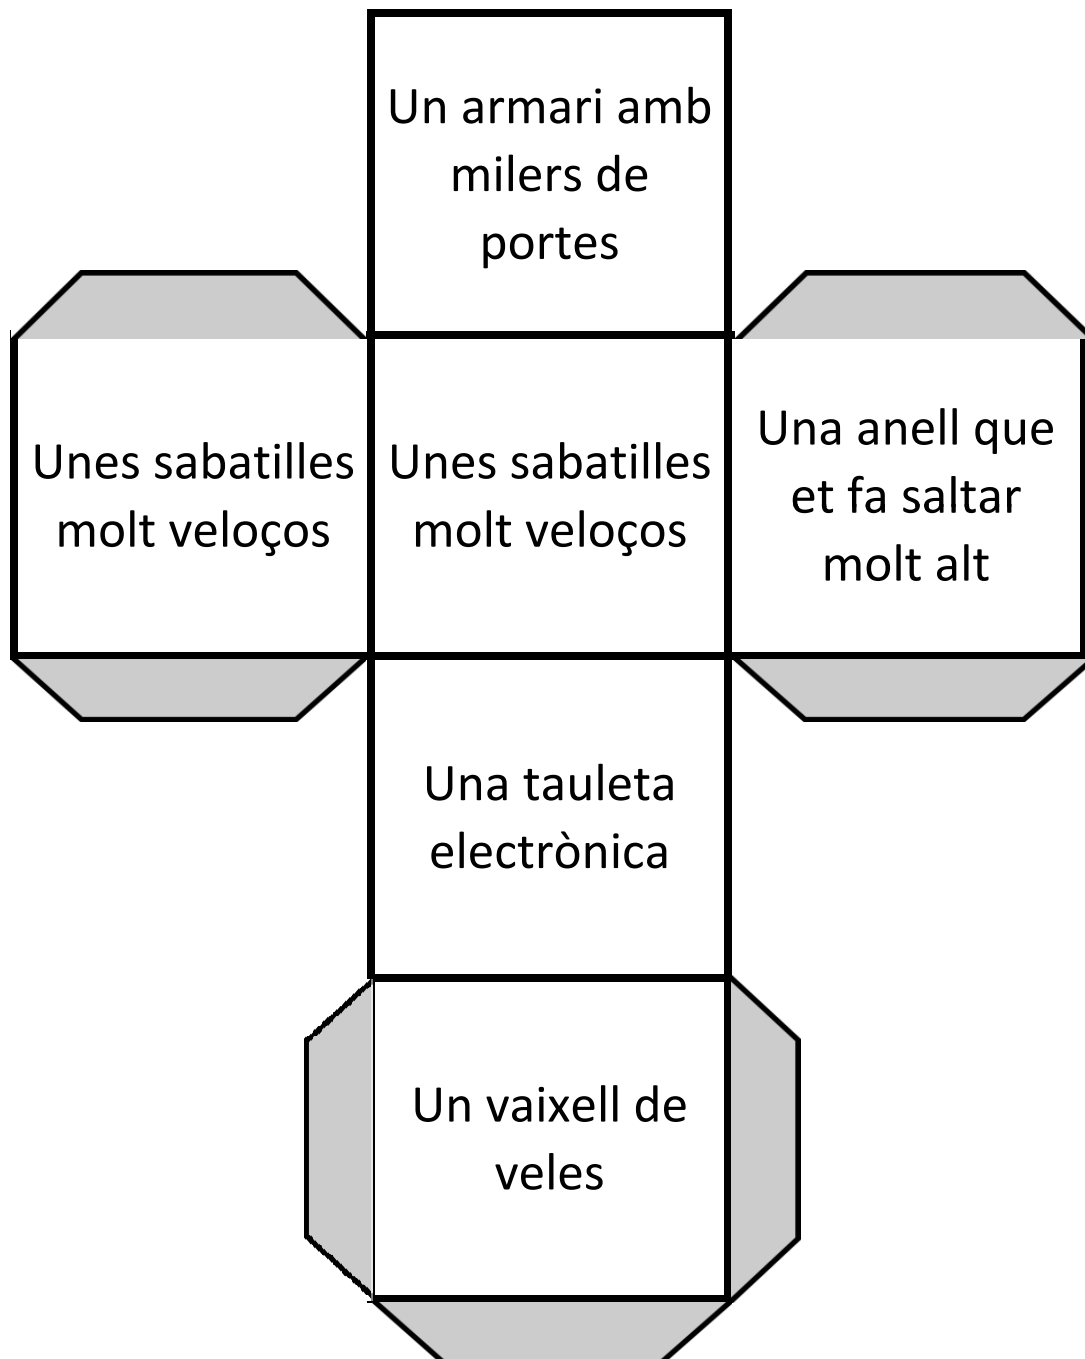 Un armari amb
milers de
portes
Unes sabatilles
molt veloços
Unes sabatilles
molt veloços
Una anell que
et fa saltar
molt alt
Una tauleta
electrònica
Un vaixell de
veles